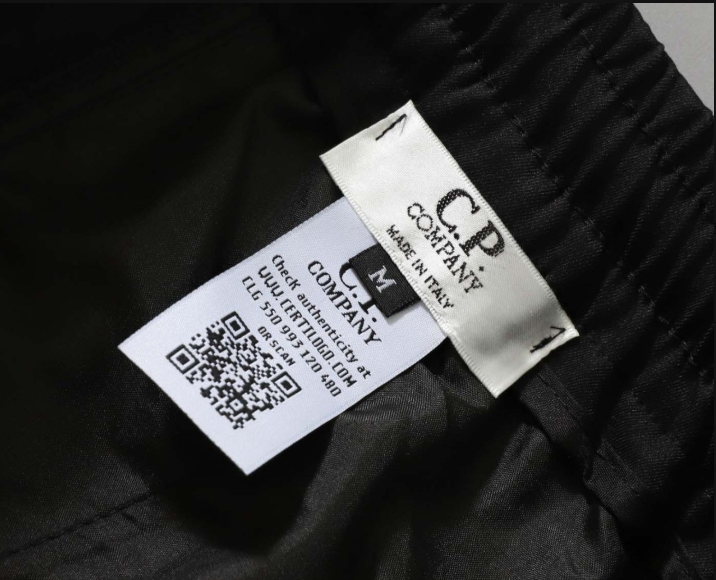 C.P.
COMPANY
MADE IN ITALY
M
C.P.
COMPANY
Check authenticity at
WWW.CERTILOGO.COM
CLG 550 993 120 480
OR SCAN